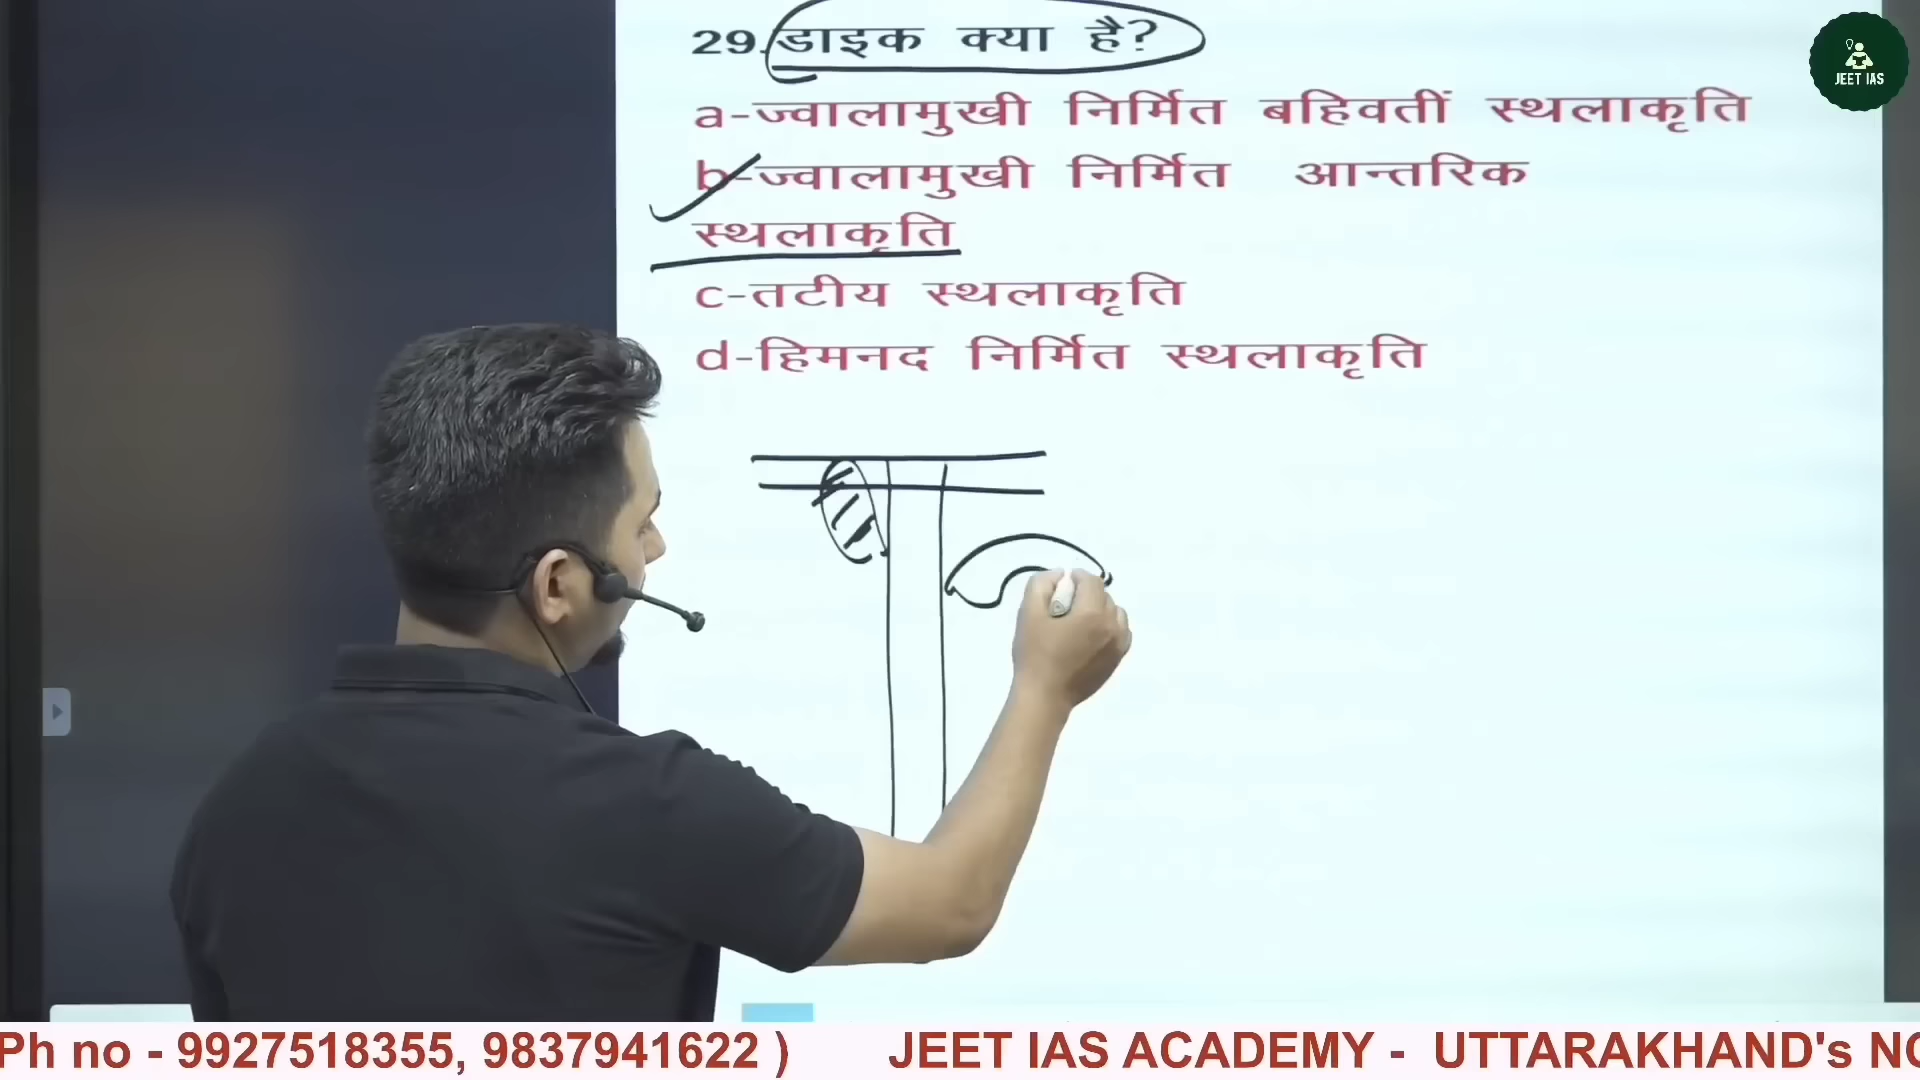 29.डाइक क्या है?
JEET IAS
a-ज्वालामुखी निर्मित बहिवर्ती स्थलाकृति
b-ज्वालामुखी निर्मित आन्तरिक
स्थलाकृति
c-तटीय स्थलाकृति
d-हिमनद निर्मित स्थलाकृति
Ph no - 9927518355, 9837941622 ) JEET IAS ACADEMY - UTTARAKHAND's NO